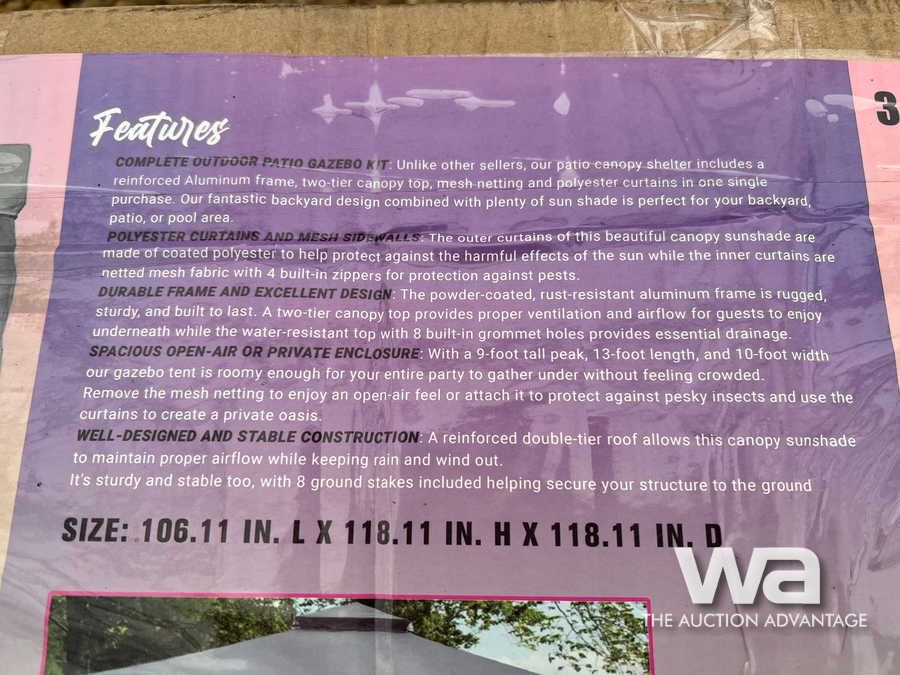 Features
COMPLETE OUTDOOR PATIO GAZEBO KIT: Unlike other sellers, our patio canopy shelter includes a
reinforced Aluminum frame, two-tier canopy top, mesh netting and polyester curtains in one single
purchase. Our fantastic backyard design combined with plenty of sun shade is perfect for your backyard,
patio, or pool area.
POLYESTER CURTAINS AND MESH SIDEWALLS: The outer curtains of this beautiful canopy sunshade are
made of coated polyester to help protect against the harmful effects of the sun while the inner curtains are
netted mesh fabric with 4 built-in zippers for protection against pests.
DURABLE FRAME AND EXCELLENT DESIGN: The powder-coated, rust-resistant aluminum frame is rugged,
sturdy, and built to last. A two-tier canopy top provides proper ventilation and airflow for guests to enjoy
underneath while the water-resistant top with 8 built-in grommet holes provides essential drainage.
SPACIOUS OPEN-AIR OR PRIVATE ENCLOSURE: With a 9-foot tall peak, 13-foot length, and 10-foot width
our gazebo tent is roomy enough for your entire party to gather under without feeling crowded.
Remove the mesh netting to enjoy an open-air feel or attach it to protect against pesky insects and use the
curtains to create a private oasis.
WELL-DESIGNED AND STABLE CONSTRUCTION: A reinforced double-tier roof allows this canopy sunshade
to maintain proper airflow while keeping rain and wind out.
It's sturdy and stable too, with 8 ground stakes included helping secure your structure to the ground
SIZE: 106.11 IN. L X 118.11 IN. H X 118.11 IN. D
3
wa
THE AUCTION ADVANTAGE